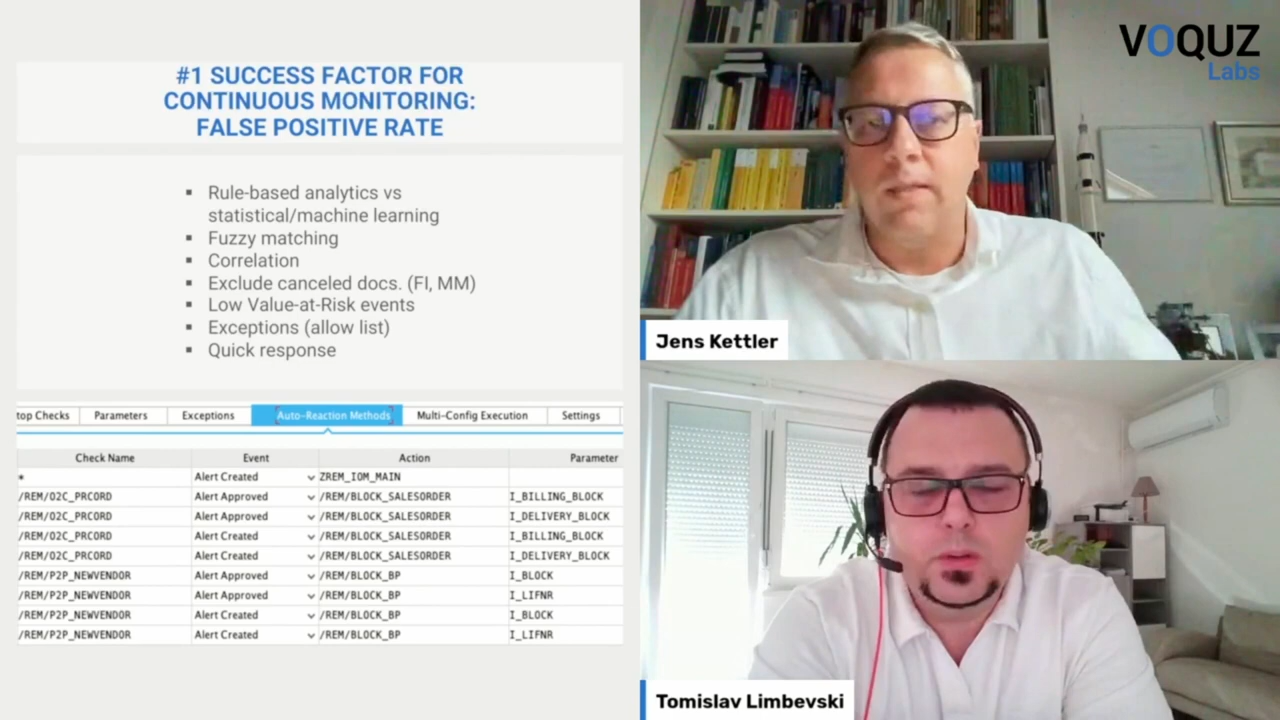 #1 SUCCESS FACTOR FOR
CONTINUOUS MONITORING:
FALSE POSITIVE RATE
▪ Rule-based analytics vs
statistical/machine learning
▪ Fuzzy matching
▪ Correlation
▪ Exclude canceled docs. (FI, MM)
▪ Low Value-at-Risk events
▪ Exceptions (allow list)
▪ Quick response
top Checks Parameters Exceptions Auto-Reaction Methods Multi-Config Execution Settings
Check Name Event Action Parameter
* Alert Created ZREM_IOM_MAIN
/REM/O2C_PRCORD Alert Approved /REM/BLOCK_SALESORDER I_BILLING_BLOCK
/REM/O2C_PRCORD Alert Approved /REM/BLOCK_SALESORDER I_DELIVERY_BLOCK
/REM/O2C_PRCORD Alert Created /REM/BLOCK_SALESORDER I_BILLING_BLOCK
/REM/O2C_PRCORD Alert Created /REM/BLOCK_SALESORDER I_DELIVERY_BLOCK
/REM/P2P_NEWVENDOR Alert Approved /REM/BLOCK_BP I_BLOCK
/REM/P2P_NEWVENDOR Alert Approved /REM/BLOCK_BP I_LIFNR
/REM/P2P_NEWVENDOR Alert Created /REM/BLOCK_BP I_BLOCK
/REM/P2P_NEWVENDOR Alert Created /REM/BLOCK_BP I_LIFNR
VOQUZ
Labs
Jens Kettler
Tomislav Limbevski